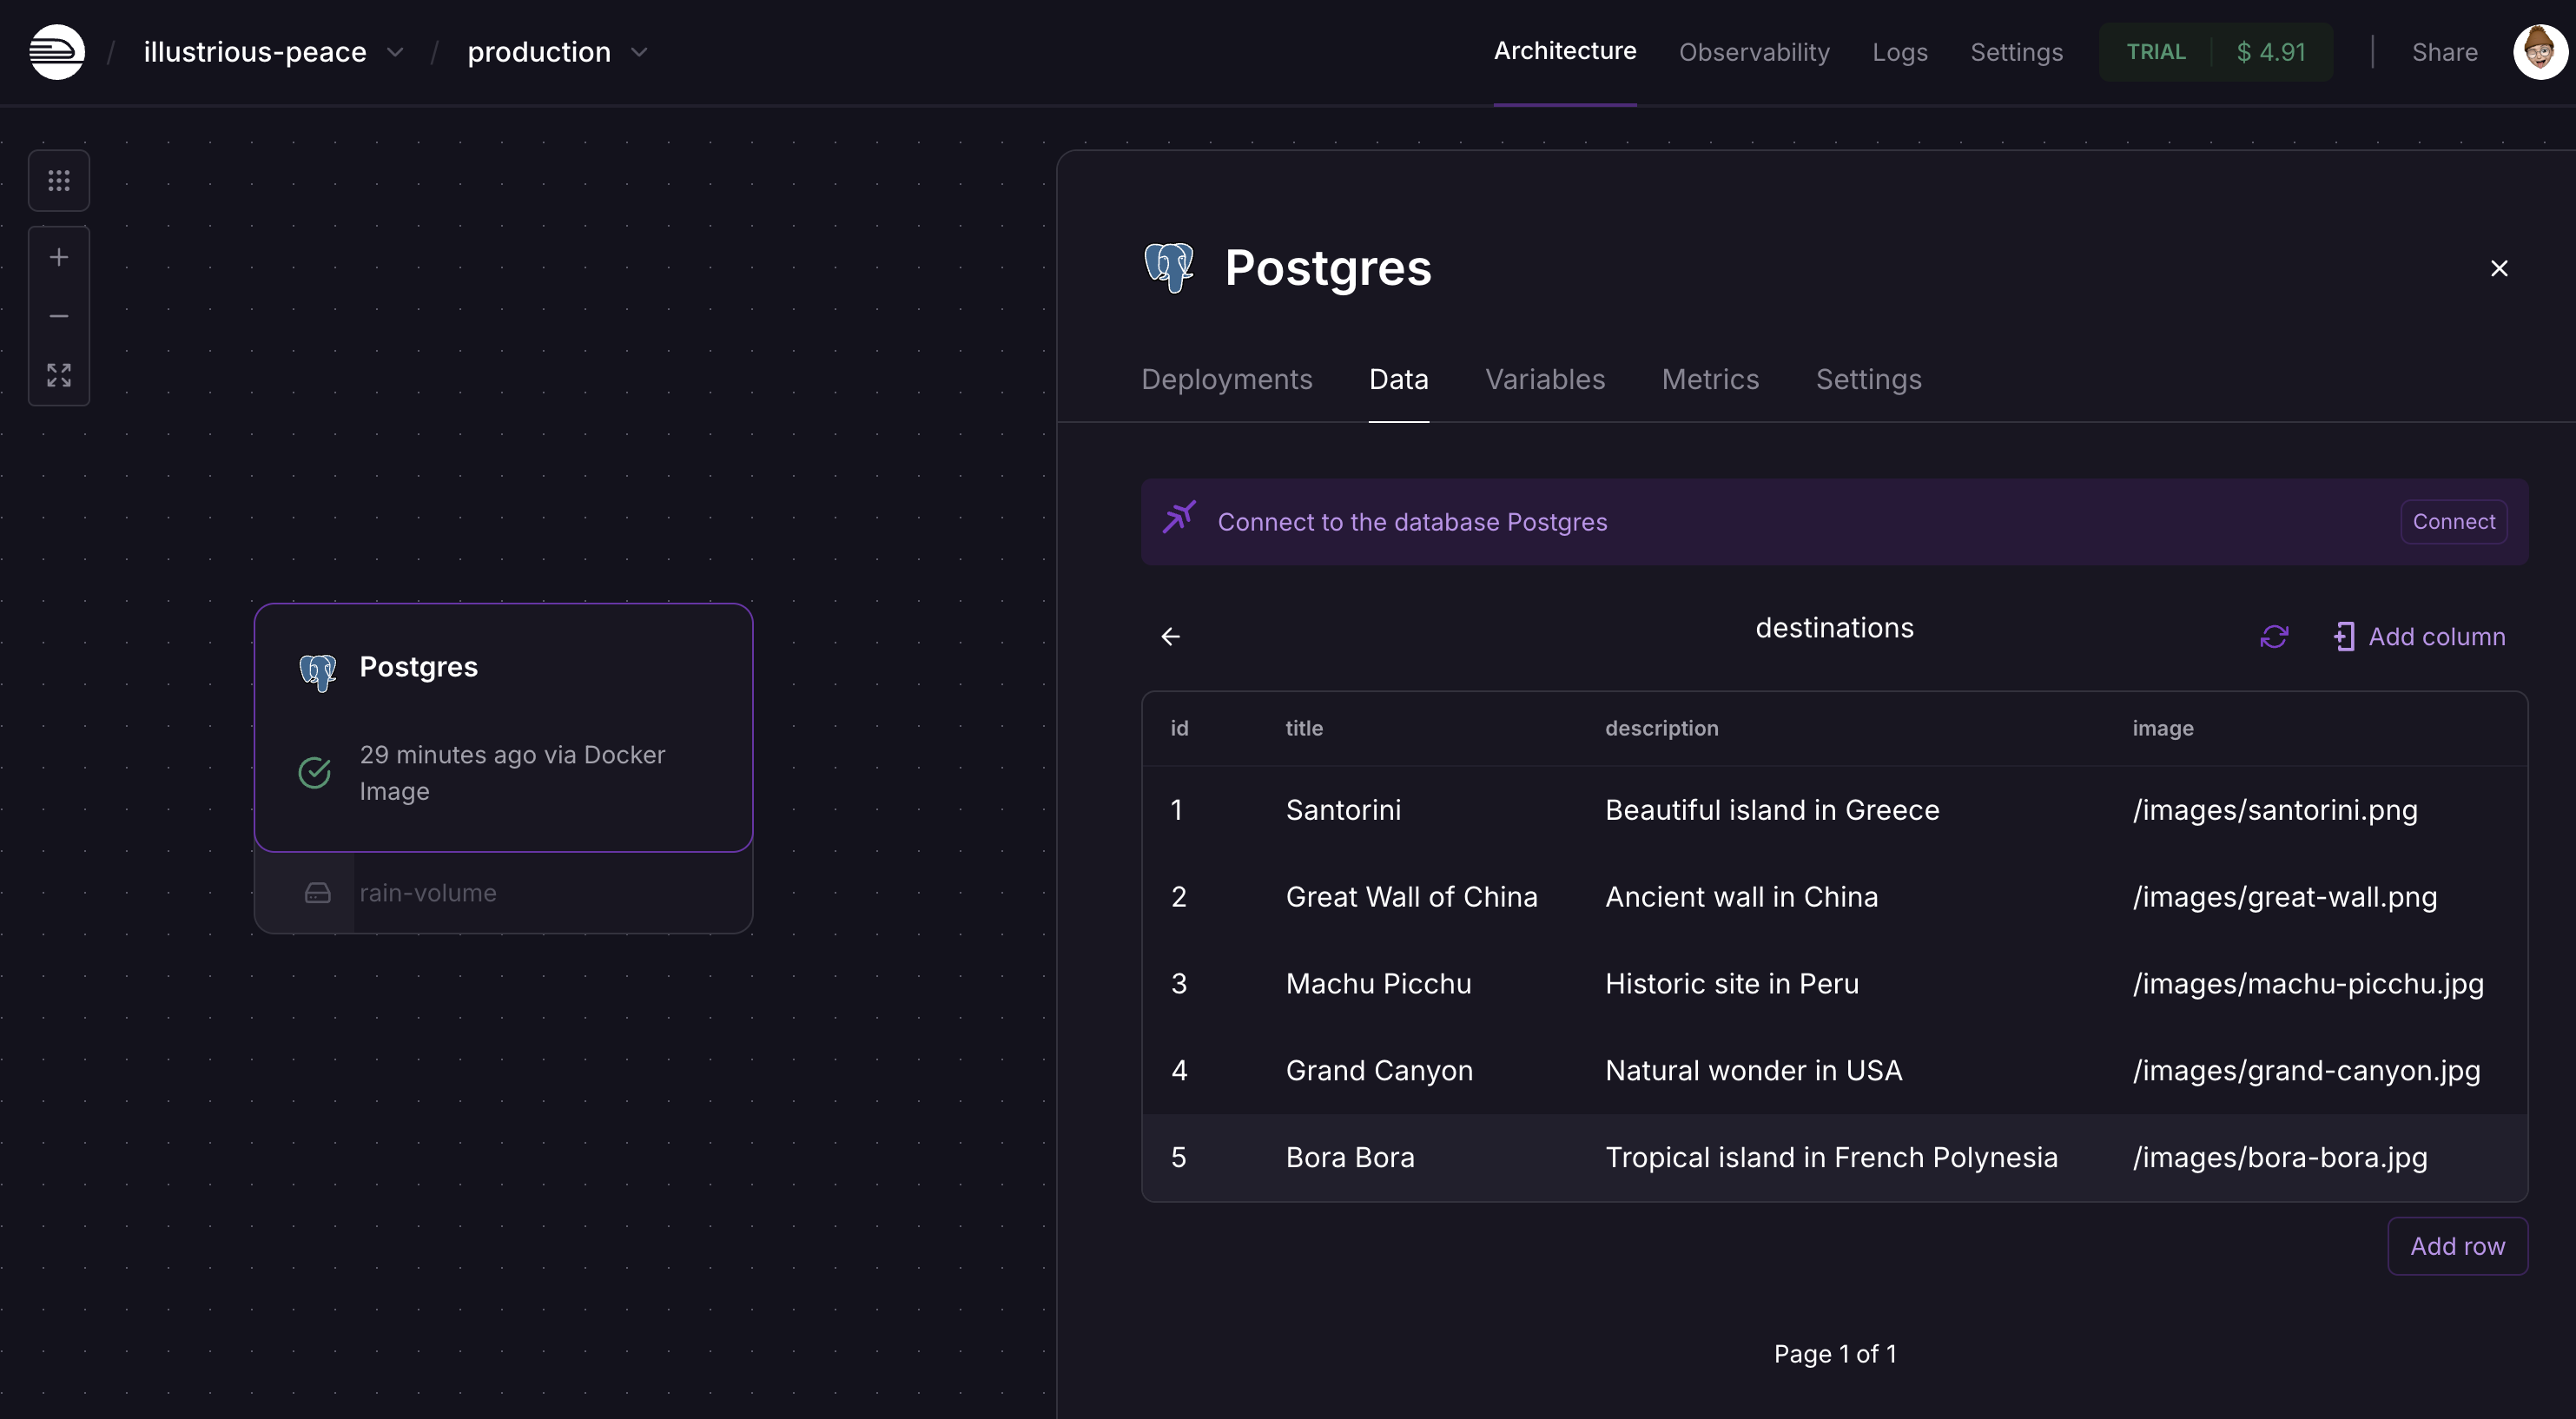 / illustrious-peace / production
Architecture Observability Logs Settings TRIAL $ 4.91 Share
Postgres
29 minutes ago via Docker
Image
rain-volume
Postgres
Deployments Data Variables Metrics Settings
Connect to the database Postgres Connect
destinations Add column
id title description image
1 Santorini Beautiful island in Greece /images/santorini.png
2 Great Wall of China Ancient wall in China /images/great-wall.png
3 Machu Picchu Historic site in Peru /images/machu-picchu.jpg
4 Grand Canyon Natural wonder in USA /images/grand-canyon.jpg
5 Bora Bora Tropical island in French Polynesia /images/bora-bora.jpg
Add row
Page 1 of 1